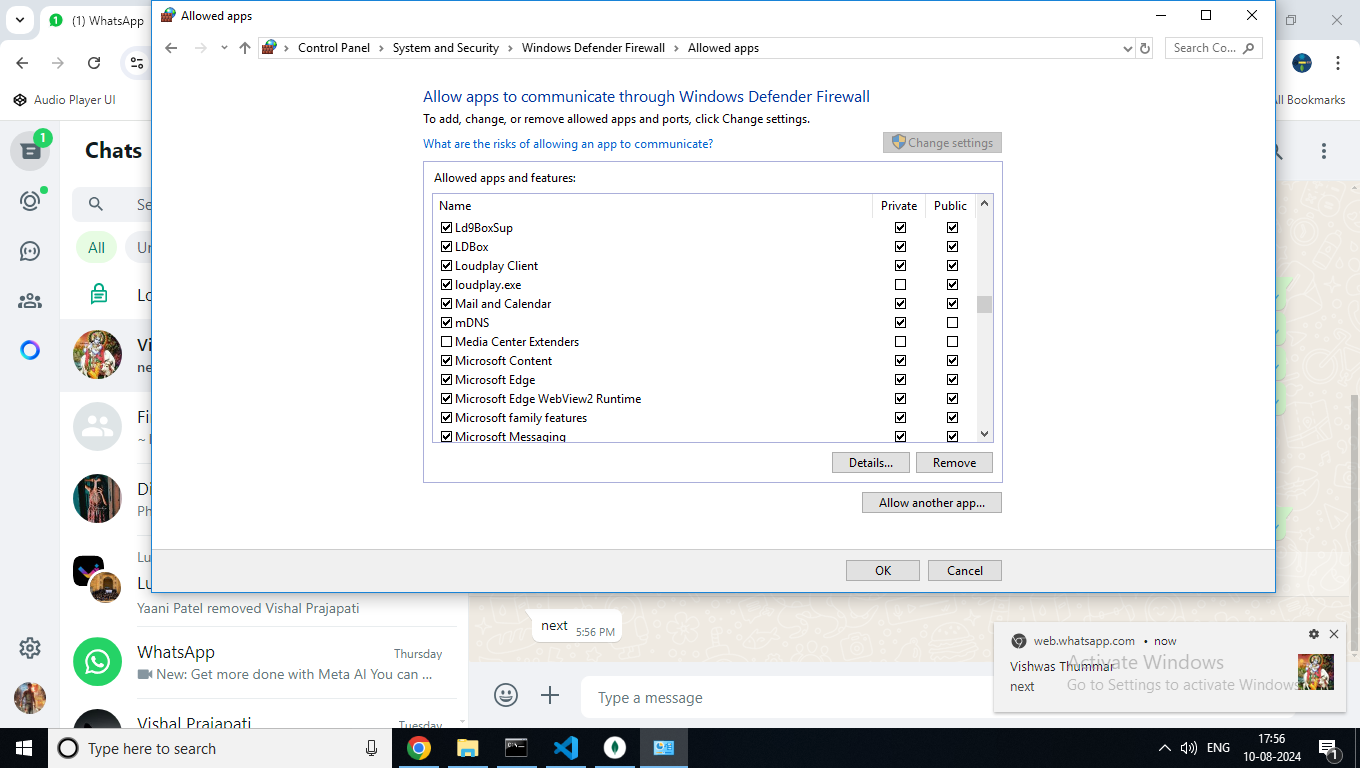 (1) WhatsApp
Audio Player UI
All Bookmarks
Allowed apps
Control Panel
System and Security
Windows Defender Firewall
Allowed apps
Search Co...
Allow apps to communicate through Windows Defender Firewall
To add, change, or remove allowed apps and ports, click Change settings.
What are the risks of allowing an app to communicate?
Change settings
Allowed apps and features:
Name Private Public
Ld9BoxSup
LDBox
Loudplay Client
loudplay.exe
Mail and Calendar
mDNS
Media Center Extenders
Microsoft Content
Microsoft Edge
Microsoft Edge WebView2 Runtime
Microsoft family features
Microsoft Messaging
Details... Remove
Allow another app...
OK Cancel
1
Chats
Se
All Un
Lo
Vi
ne
Fi
~
Di
Ph
Lu
Lu
Yaani Patel removed Vishal Prajapati
WhatsApp Thursday
New: Get more done with Meta AI You can ...
Vishal Prajapati Tuesday
next 5:56 PM
Type a message
web.whatsapp.com • now
Vishwas Thummar
next
Activate Windows
Go to Settings to activate Windows
Type here to search
ENG
17:56
10-08-2024
1